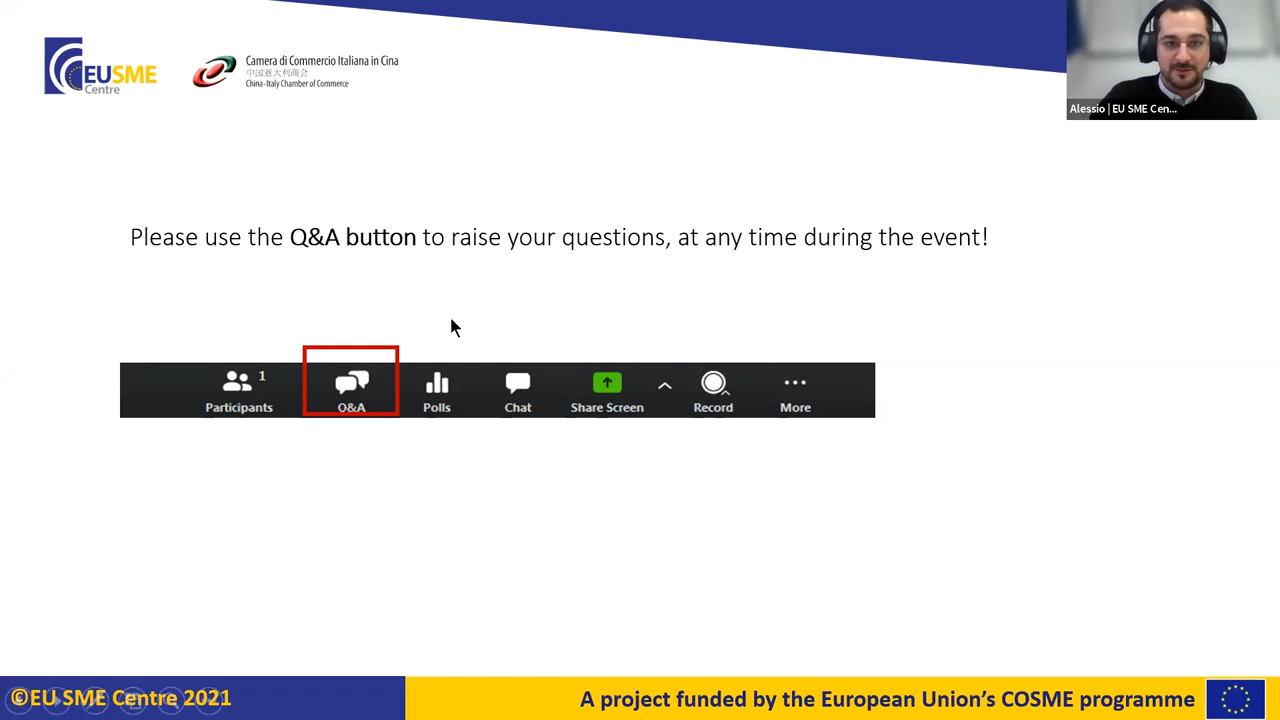 EUSME
Centre
Camera di Commercio Italiana in Cina
中国意大利商会
China-Italy Chamber of Commerce
Alessio | EU SME Cen...
Please use the Q&A button to raise your questions, at any time during the event!
1
Participants
Q&A
Polls
Chat
Share Screen
Record
More
©EU SME Centre 2021
A project funded by the European Union's COSME programme